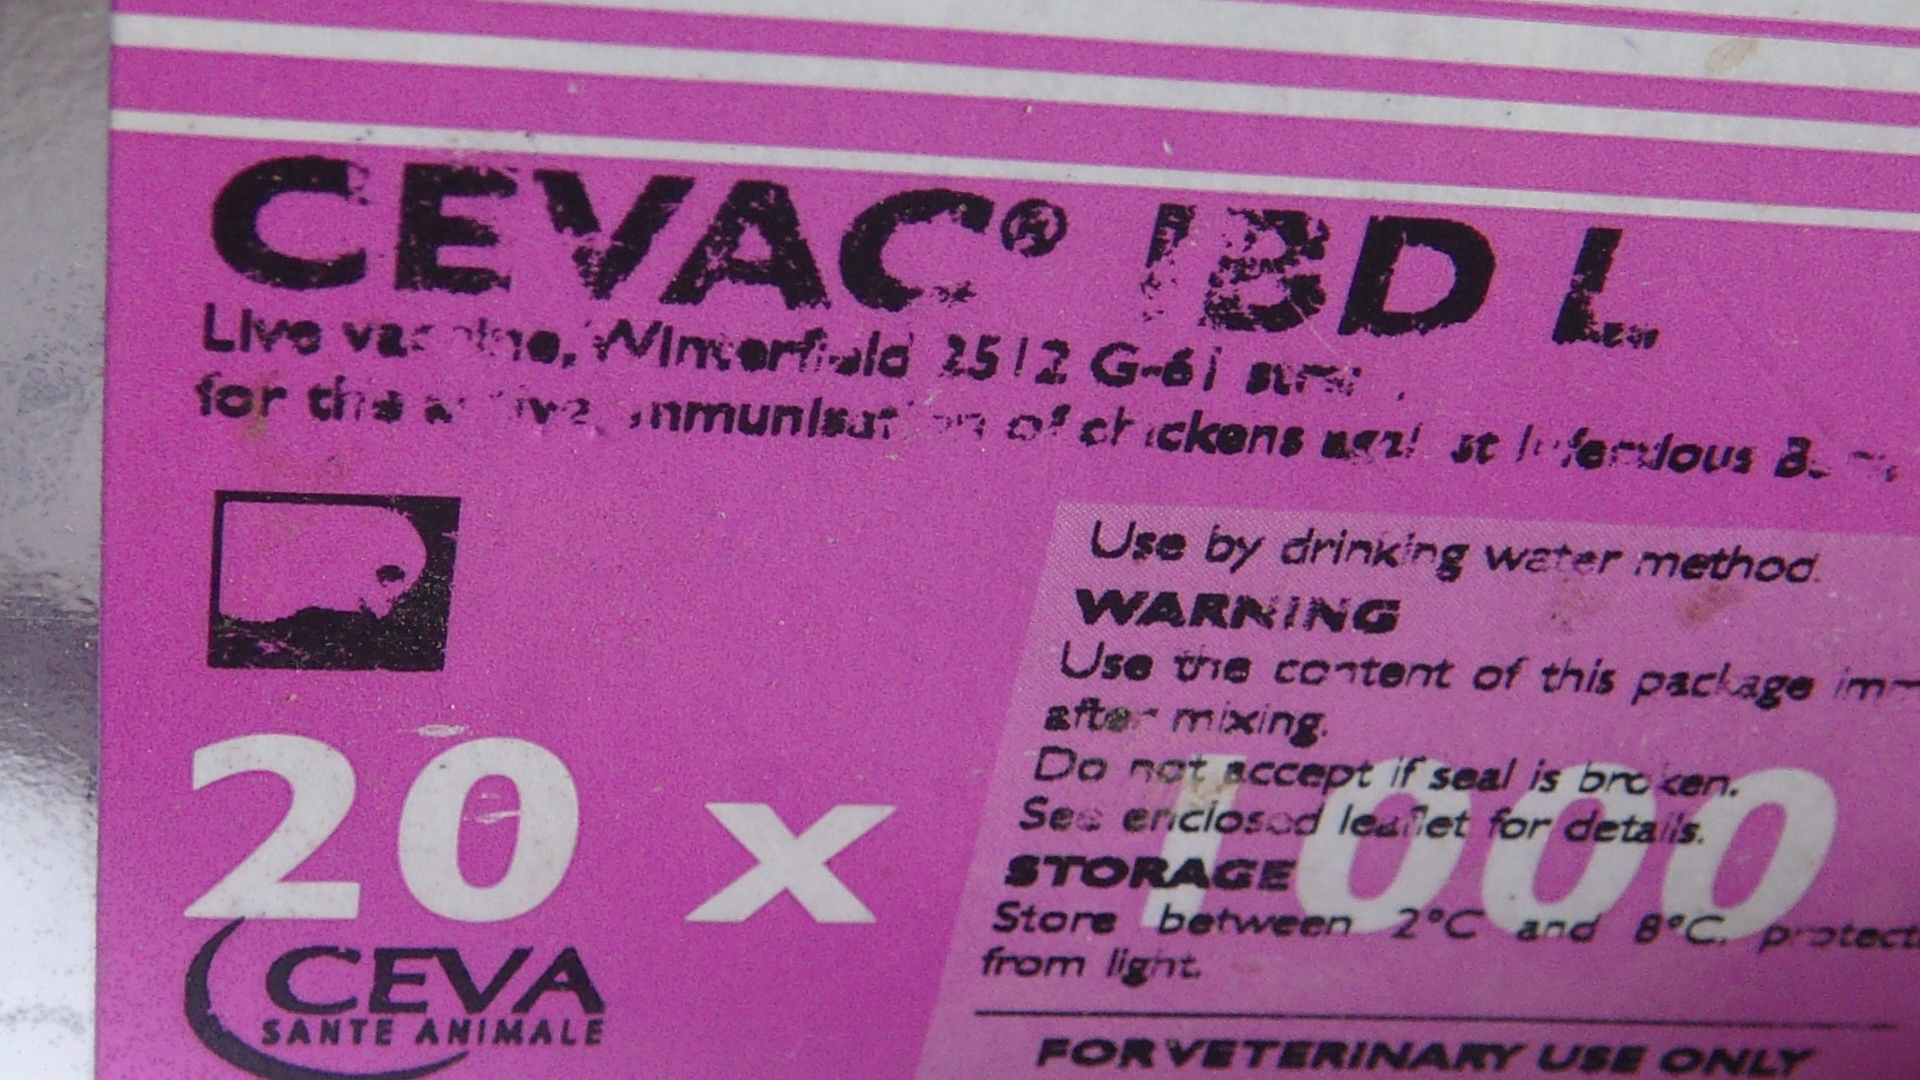 CEVAC® IBD L
Live vaccine, Winterfield 2512 G-61 strain,
for the active immunisation of chickens against Infectious
Use by drinking water method.
WARNING
Use the content of this package
after mixing.
Do not accept if seal is broken.
See enclosed leaflet for details.
STORAGE
Store between 2°C and 8°C, protect
from light.
20 x 1000
CEVA
SANTE ANIMALE
FOR VETERINARY USE ONLY